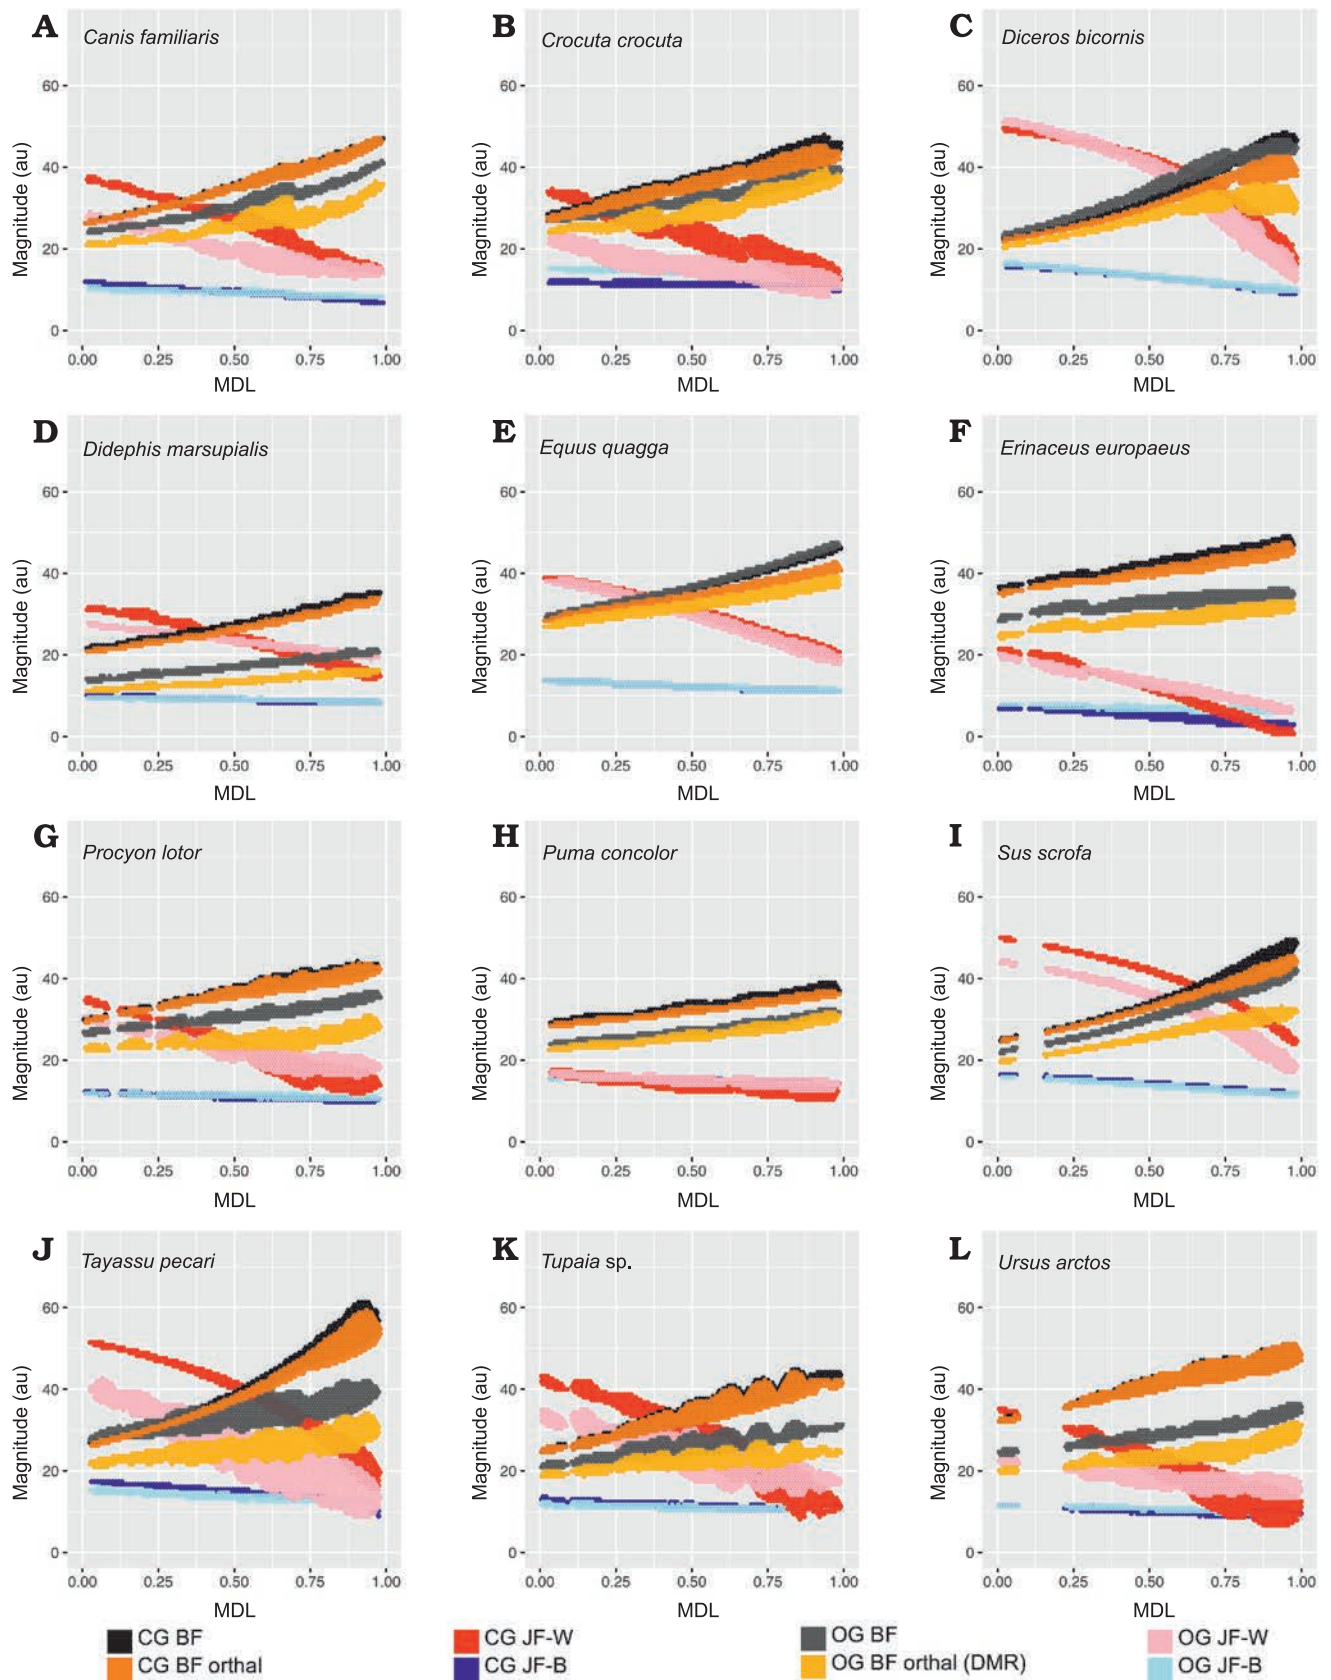 A Canis familiaris
B Crocuta crocuta
C Diceros bicornis
Magnitude (au) 60 40 20 0
Magnitude (au) 60 40 20 0
Magnitude (au) 60 40 20 0
0.00 0.25 0.50 0.75 1.00
0.00 0.25 0.50 0.75 1.00
0.00 0.25 0.50 0.75 1.00
MDL
MDL
MDL
D Didephis marsupialis
E Equus quagga
F Erinaceus europaeus
Magnitude (au) 60 40 20 0
Magnitude (au) 60 40 20 0
Magnitude (au) 60 40 20 0
0.00 0.25 0.50 0.75 1.00
0.00 0.25 0.50 0.75 1.00
0.00 0.25 0.50 0.75 1.00
MDL
MDL
MDL
G Procyon lotor
H Puma concolor
I Sus scrofa
Magnitude (au) 60 40 20 0
Magnitude (au) 60 40 20 0
Magnitude (au) 60 40 20 0
0.00 0.25 0.50 0.75 1.00
0.00 0.25 0.50 0.75 1.00
0.00 0.25 0.50 0.75 1.00
MDL
MDL
MDL
J Tayassu pecari
K Tupaia sp.
L Ursus arctos
Magnitude (au) 60 40 20 0
Magnitude (au) 60 40 20 0
Magnitude (au) 60 40 20 0
0.00 0.25 0.50 0.75 1.00
0.00 0.25 0.50 0.75 1.00
0.00 0.25 0.50 0.75 1.00
MDL
MDL
MDL
CG BF
CG BF orthal
CG JF-W
CG JF-B
OG BF
OG BF orthal (DMR)
OG JF-W
OG JF-B